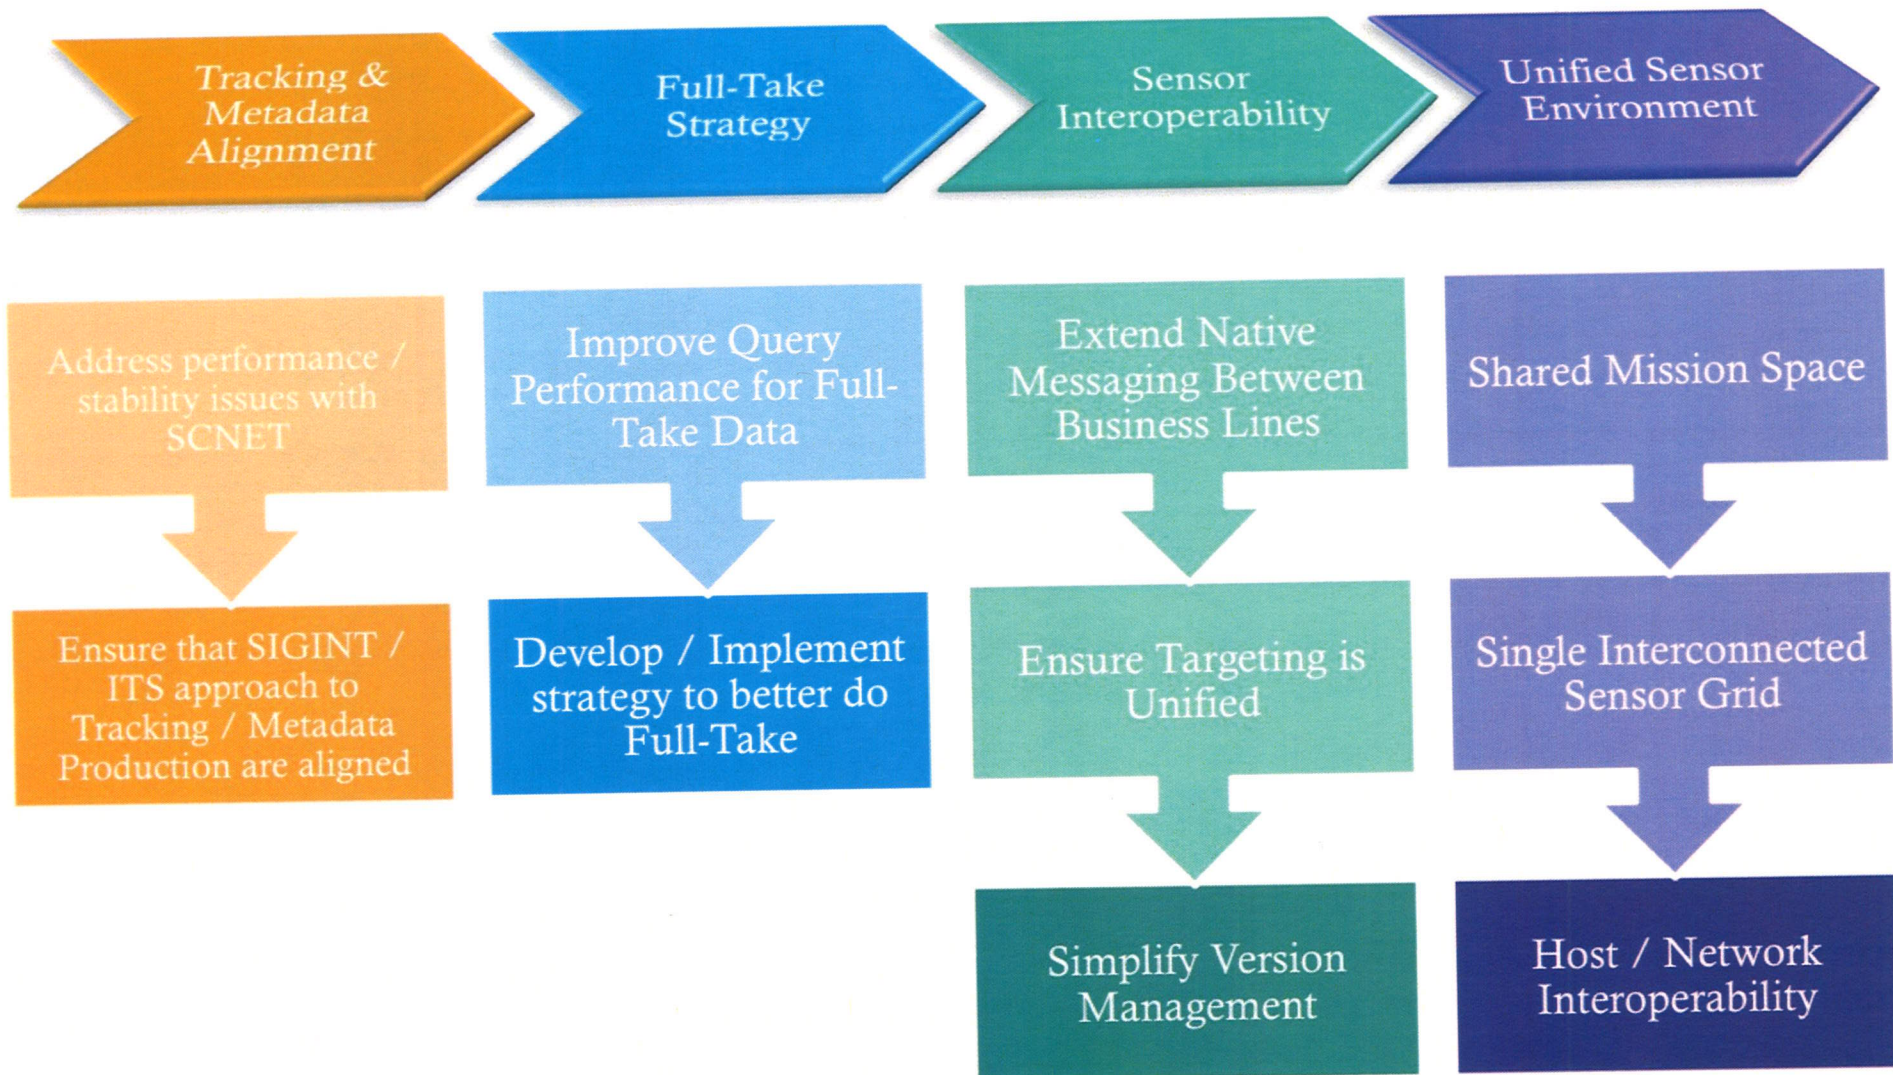 Tracking &
Metadata
Alignment
Full-Take
Strategy
Sensor
Interoperability
Unified Sensor
Environment
Address performance /
stability issues with
SCNET
Ensure that SIGINT /
ITS approach to
Tracking / Metadata
Production are aligned
Improve Query
Performance for Full-
Take Data
Develop / Implement
strategy to better do
Full-Take
Extend Native
Messaging Between
Business Lines
Ensure Targeting is
Unified
Simplify Version
Management
Shared Mission Space
Single Interconnected
Sensor Grid
Host / Network
Interoperability